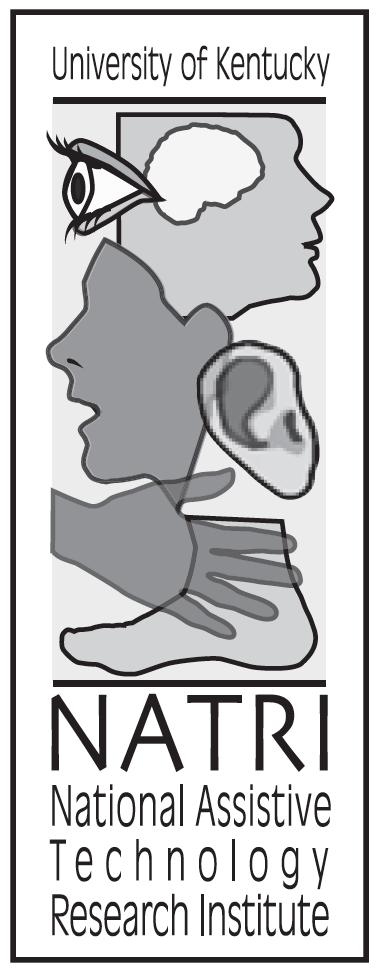 University of Kentucky
NATRI
National Assistive
Technology
Research Institute